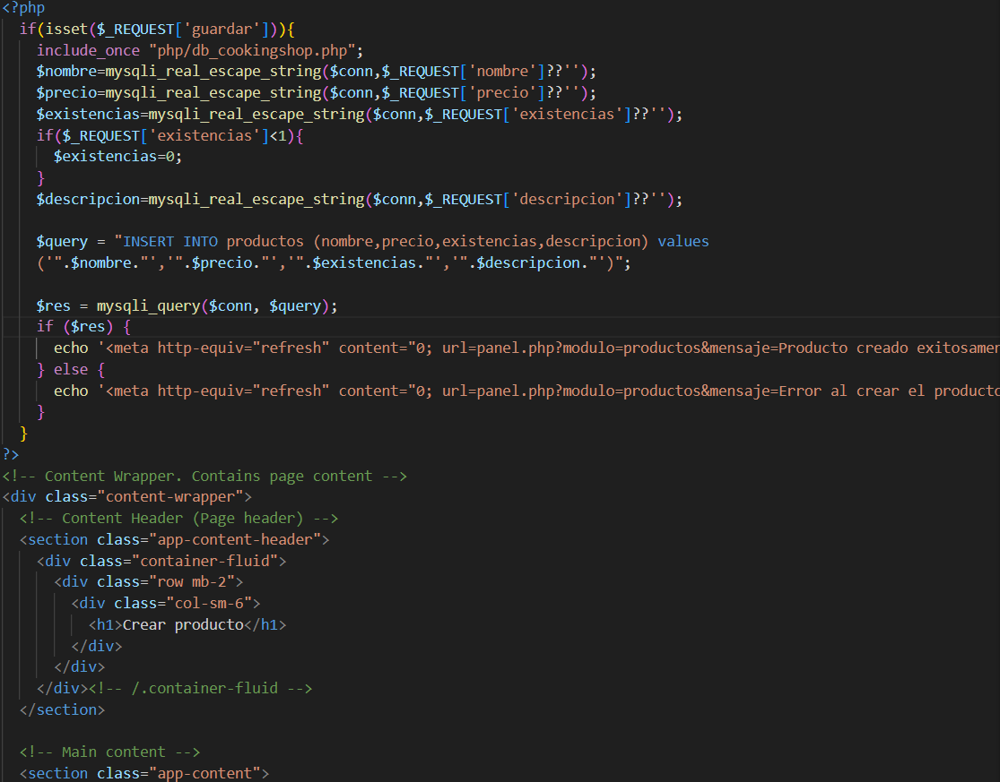 <?php
if(isset($_REQUEST['guardar'])){
include_once "php/db_cookingshop.php";
$nombre=mysqli_real_escape_string($conn,$_REQUEST['nombre']??'');
$precio=mysqli_real_escape_string($conn,$_REQUEST['precio']??'');
$existencias=mysqli_real_escape_string($conn,$_REQUEST['existencias']??'');
if($_REQUEST['existencias']<1){
$existencias=0;
}
$descripcion=mysqli_real_escape_string($conn,$_REQUEST['descripcion']??'');
$query = "INSERT INTO productos (nombre,precio,existencias,descripcion) values
('".$nombre."','".$precio."','".$existencias."','".$descripcion."')";
$res = mysqli_query($conn, $query);
if ($res) {
echo '<meta http-equiv="refresh" content="0; url=panel.php?modulo=productos&mensaje=Producto creado exitosamen
} else {
echo '<meta http-equiv="refresh" content="0; url=panel.php?modulo=productos&mensaje=Error al crear el producto
}
}
?>
<!-- Content Wrapper. Contains page content -->
<div class="content-wrapper">
<!-- Content Header (Page header) -->
<section class="app-content-header">
<div class="container-fluid">
<div class="row mb-2">
<div class="col-sm-6">
<h1>Crear producto</h1>
</div>
</div>
</div><!-- /.container-fluid -->
</section>
<!-- Main content -->
<section class="app-content">